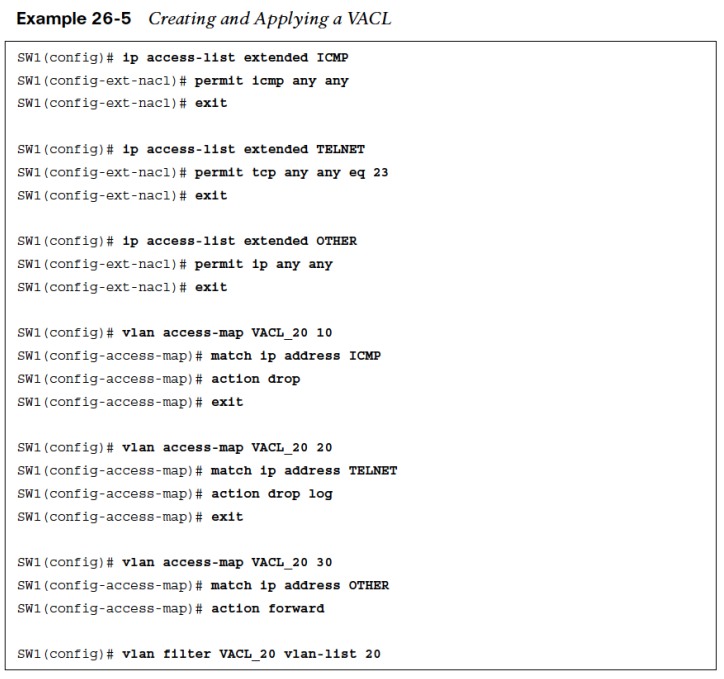 Example 26-5 Creating and Applying a VACL
SW1(config)# ip access-list extended ICMP
SW1(config-ext-nacl)# permit icmp any any
SW1(config-ext-nacl)# exit
SW1(config)# ip access-list extended TELNET
SW1(config-ext-nacl)# permit tcp any any eq 23
SW1(config-ext-nacl)# exit
SW1(config)# ip access-list extended OTHER
SW1(config-ext-nacl)# permit ip any any
SW1(config-ext-nacl)# exit
SW1(config)# vlan access-map VACL_20 10
SW1(config-access-map)# match ip address ICMP
SW1(config-access-map)# action drop
SW1(config-access-map)# exit
SW1(config)# vlan access-map VACL_20 20
SW1(config-access-map)# match ip address TELNET
SW1(config-access-map)# action drop log
SW1(config-access-map)# exit
SW1(config)# vlan access-map VACL_20 30
SW1(config-access-map)# match ip address OTHER
SW1(config-access-map)# action forward
SW1(config)# vlan filter VACL_20 vlan-list 20